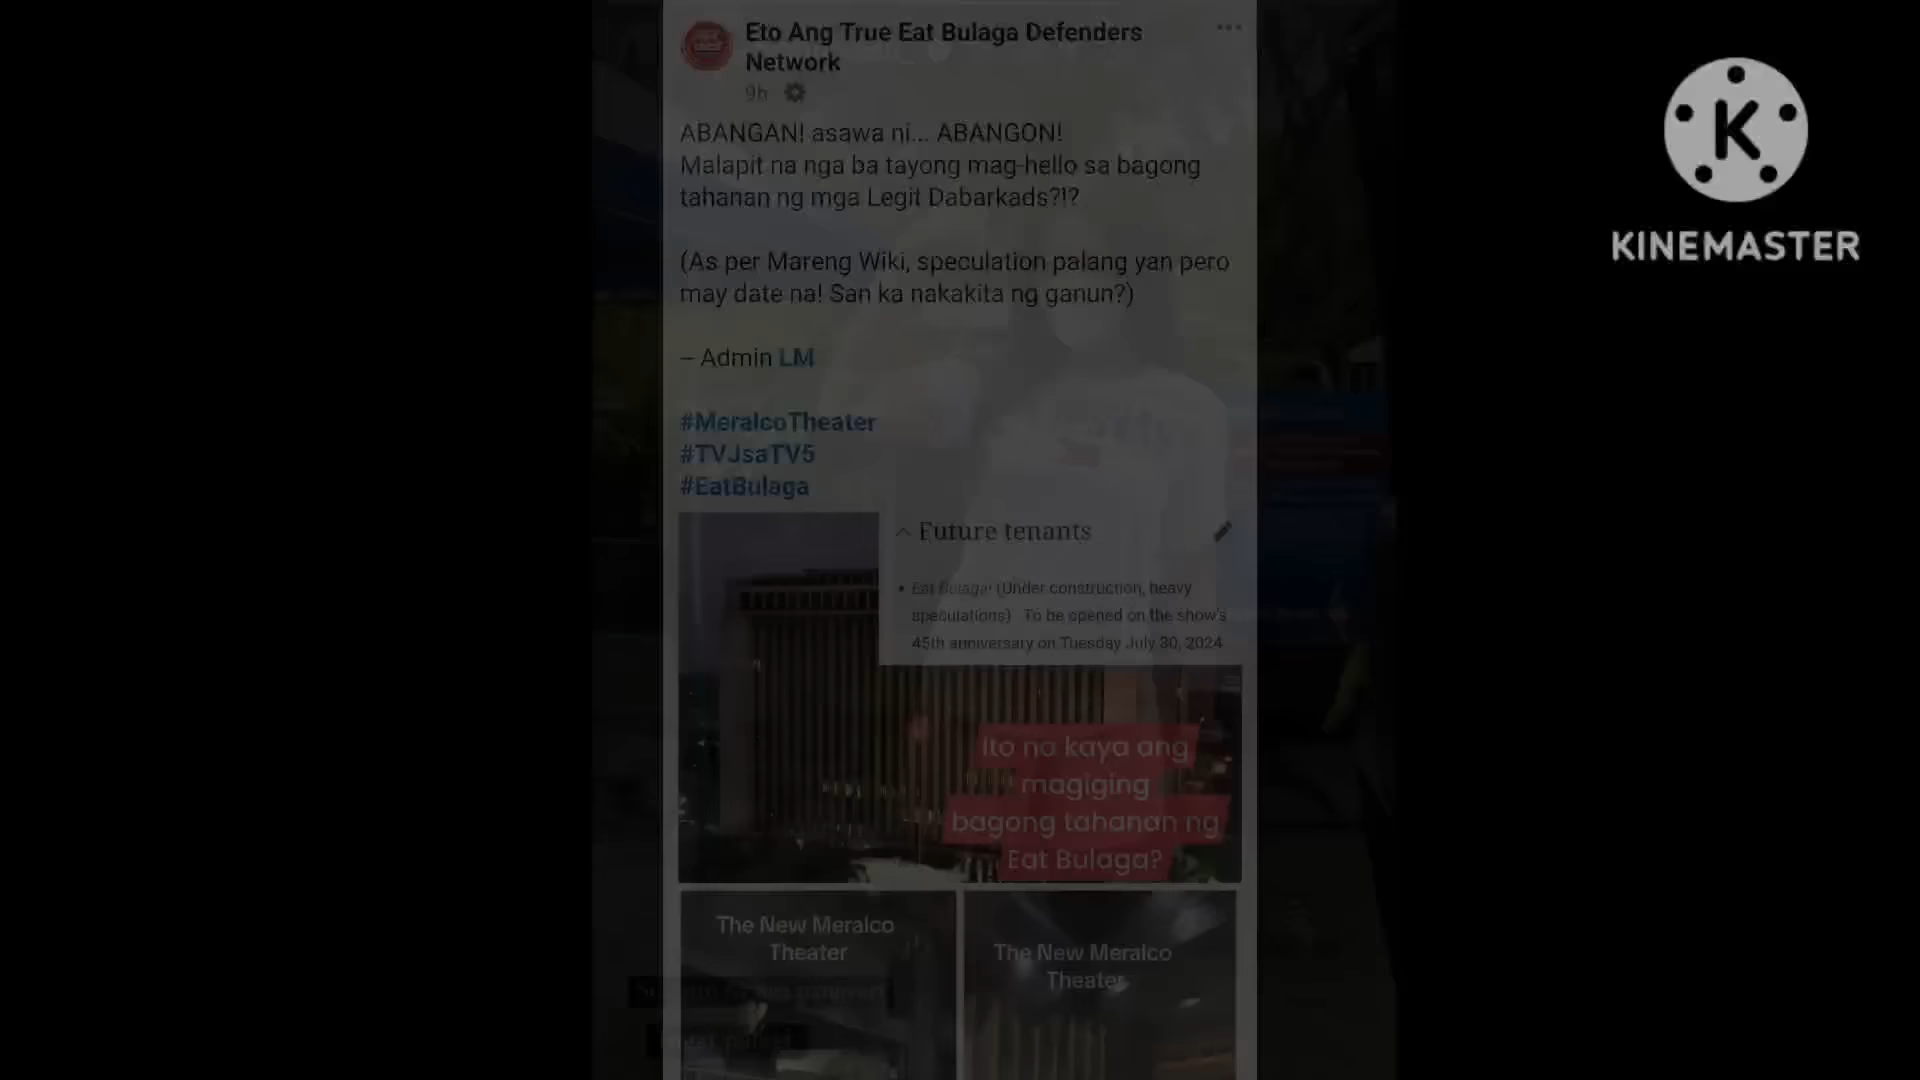 Eto Ang True Eat Bulaga Defenders
Network
9h
ABANGAN! asawa ni... ABANGON!
Malapit na nga ba tayong mag-hello sa bagong
tahanan ng mga Legit Dabarkads?!?
(As per Mareng Wiki, speculation palang yan pero
may date na! San ka nakakita ng ganun?)
– Admin LM
#MeralcoTheater
#TVJsaTV5
#EatBulaga
Future tenants
• Eat Bulaga! (Under construction, heavy
speculations) To be opened on the show's
45th anniversary on Tuesday July 30, 2024
Ito na kaya ang
magiging
bagong tahanan ng
Eat Bulaga?
The New Meralco
Theater
The New Meralco
Theater
K
KINEMASTER